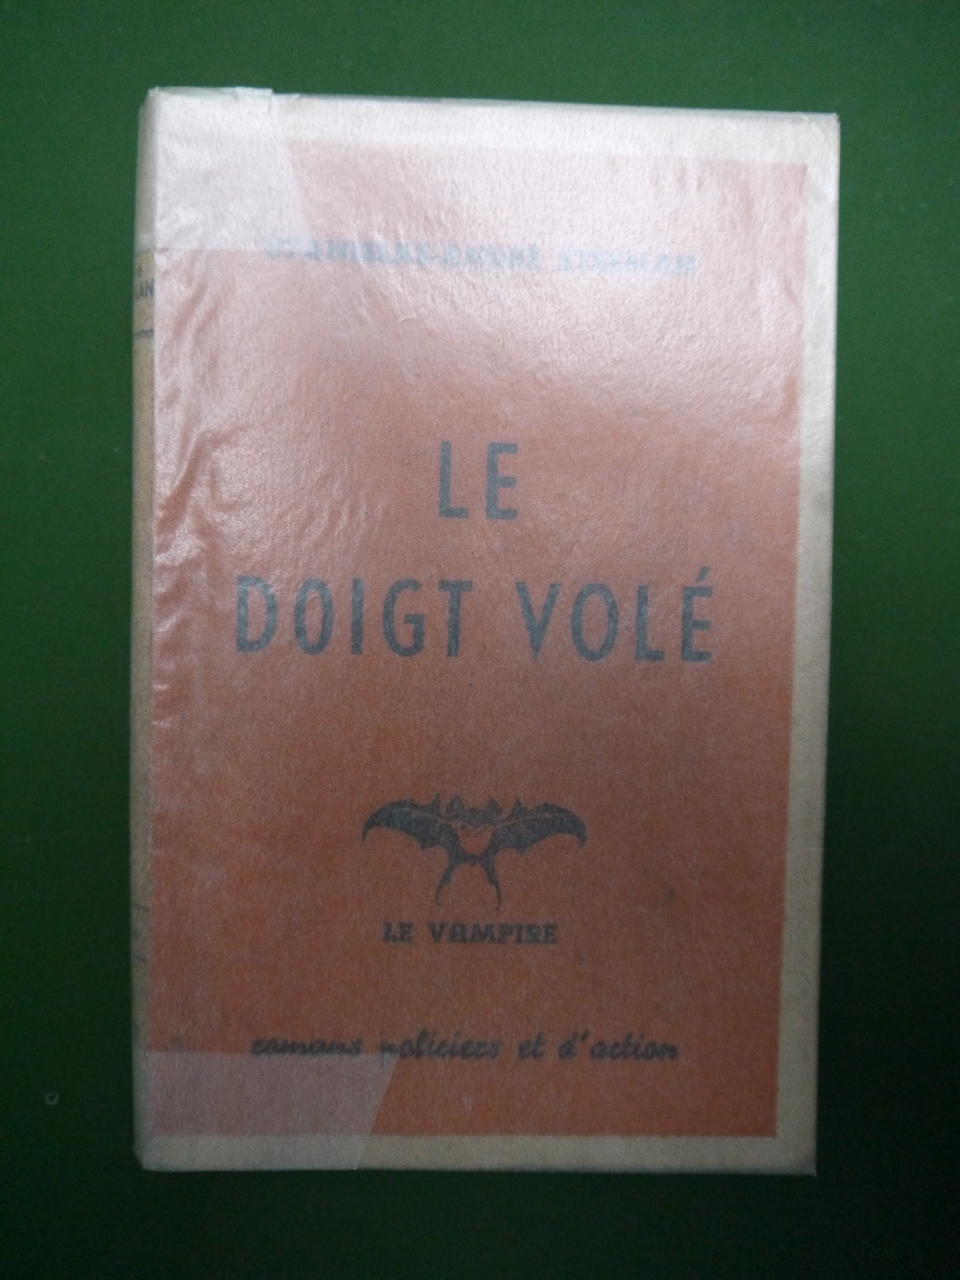 LE
DOIGT VOLÉ
LE VAMPIRE
romans policiers et d'action